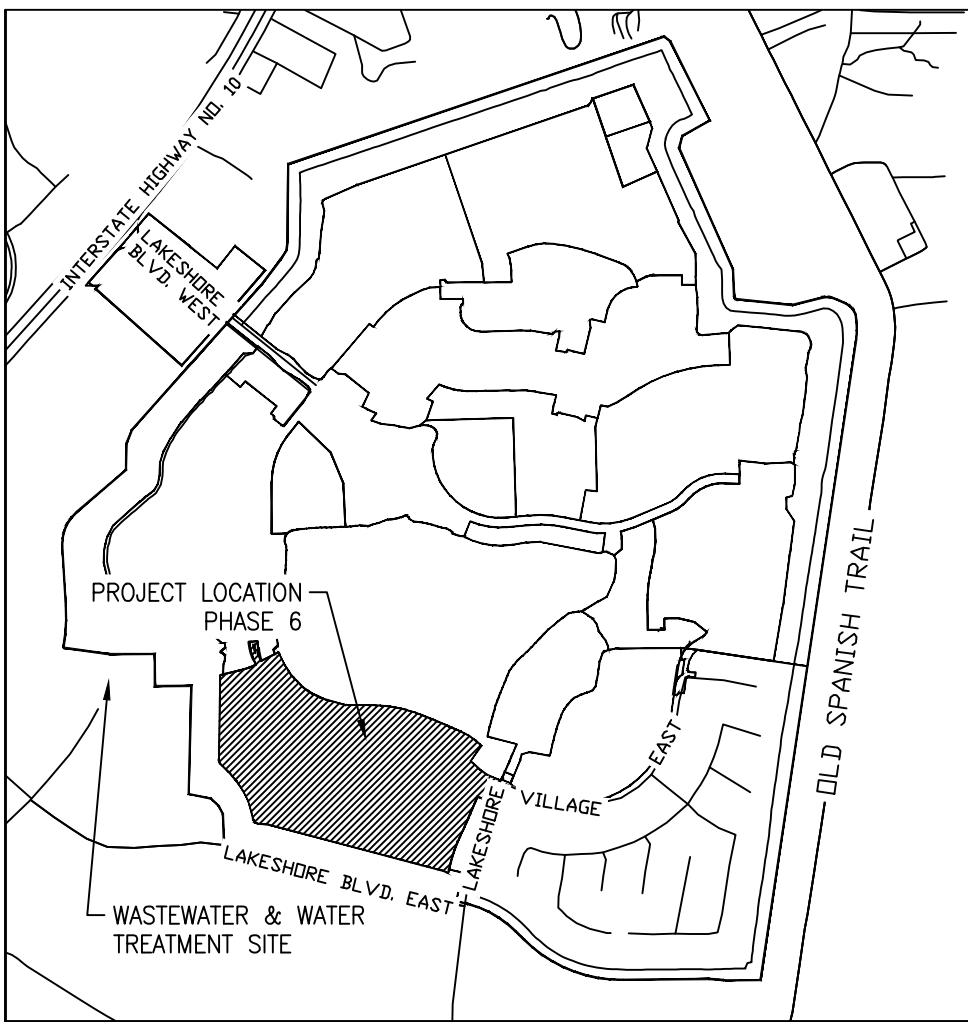 INTERSTATE HIGHWAY NO. 10
LAKESHORE
BLVD. WEST
PROJECT LOCATION
PHASE 6
OLD SPANISH TRAIL
EAST
VILLAGE
LAKESHORE
LAKESHORE BLVD. EAST
WASTEWATER & WATER
TREATMENT SITE